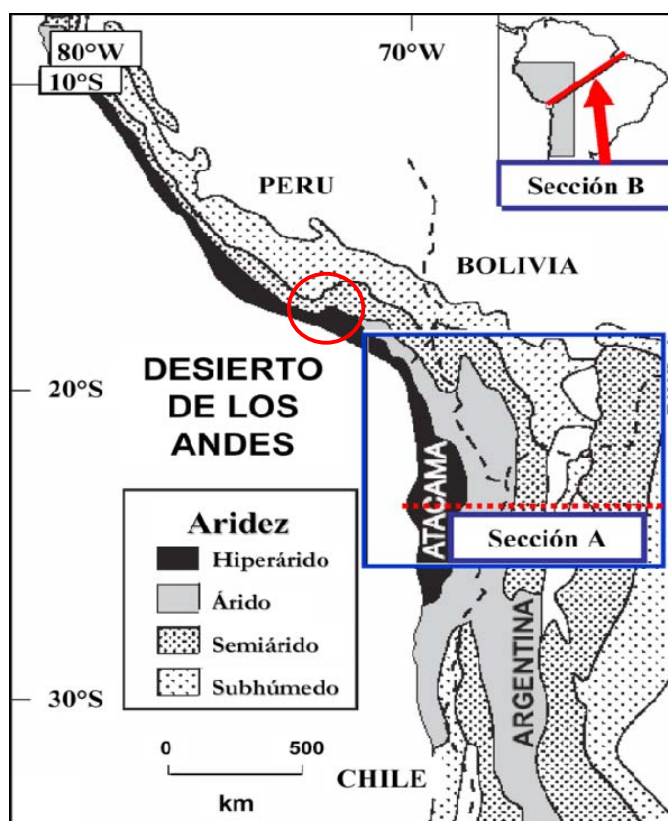 80°W
70°W
10°S
Sección B
PERU
BOLIVIA
20°S
DESIERTO
DE LOS
ANDES
ATACAMA
Aridez
Hiperárido
Árido
Semiárido
Subhúmedo
Sección A
ARGENTINA
30°S
0 500
km
CHILE